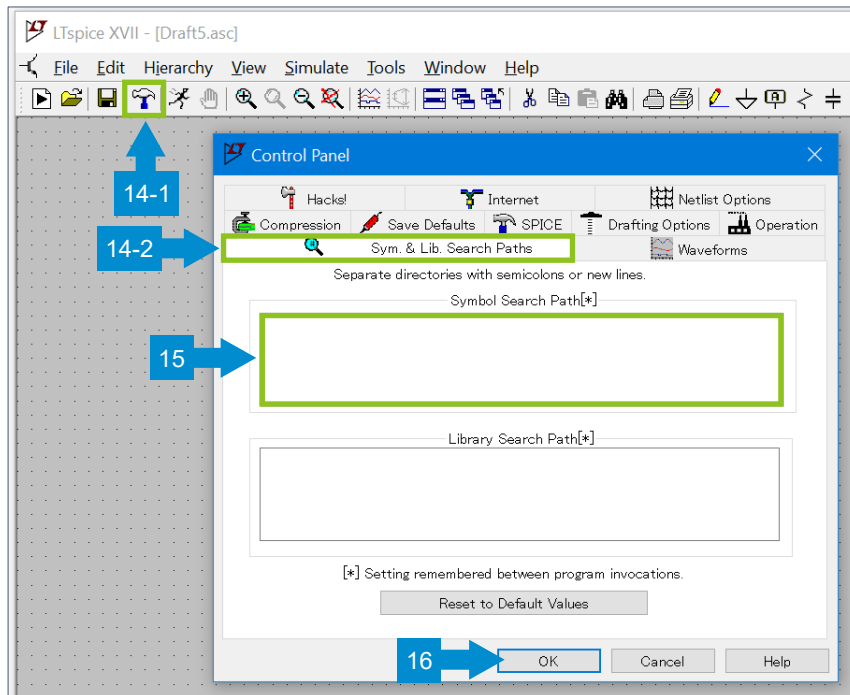 LTspice XVII - [Draft5.asc]
File Edit Hierarchy View Simulate Tools Window Help
14-1
Control Panel
Hacks! Internet Netlist Options
Compression Save Defaults SPICE Drafting Options Operation
14-2
Sym. & Lib. Search Paths Waveforms
Separate directories with semicolons or new lines.
Symbol Search Path[*]
15
Library Search Path[*]
[*] Setting remembered between program invocations.
Reset to Default Values
16
OK Cancel Help